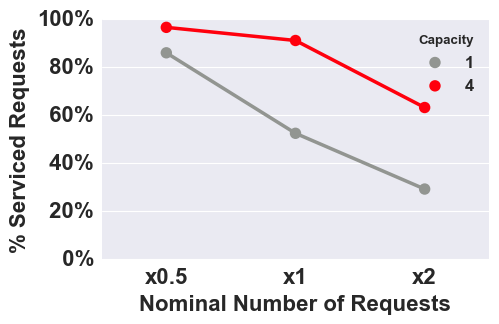 100%
80%
60%
40%
20%
0%
% Serviced Requests
Capacity
1
4
x0.5 x1 x2
Nominal Number of Requests